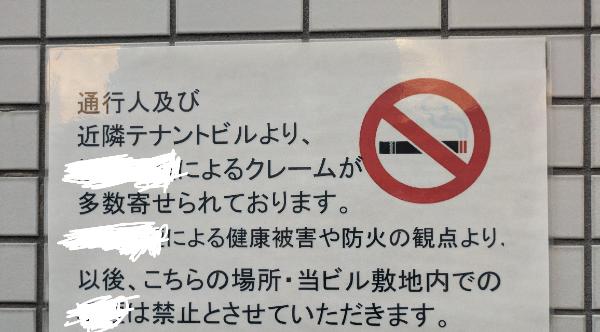 通行人及び
近隣テナントビルより、
によるクレームが
多数寄せられております。
による健康被害や防火の観点より、
以後、こちらの場所・当ビル敷地内での
は禁止とさせていただきます。